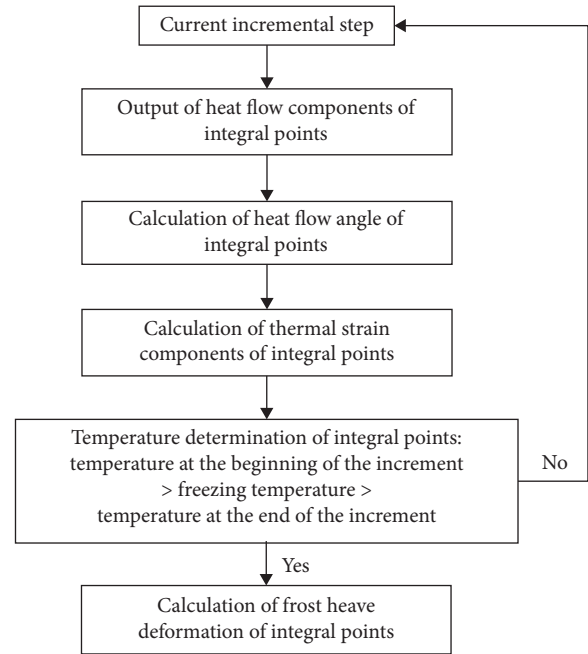 Current incremental step
Output of heat flow components of
integral points
Calculation of heat flow angle of
integral points
Calculation of thermal strain
components of integral points
Temperature determination of integral points:
temperature at the beginning of the increment
> freezing temperature >
temperature at the end of the increment
No
Yes
Calculation of frost heave
deformation of integral points